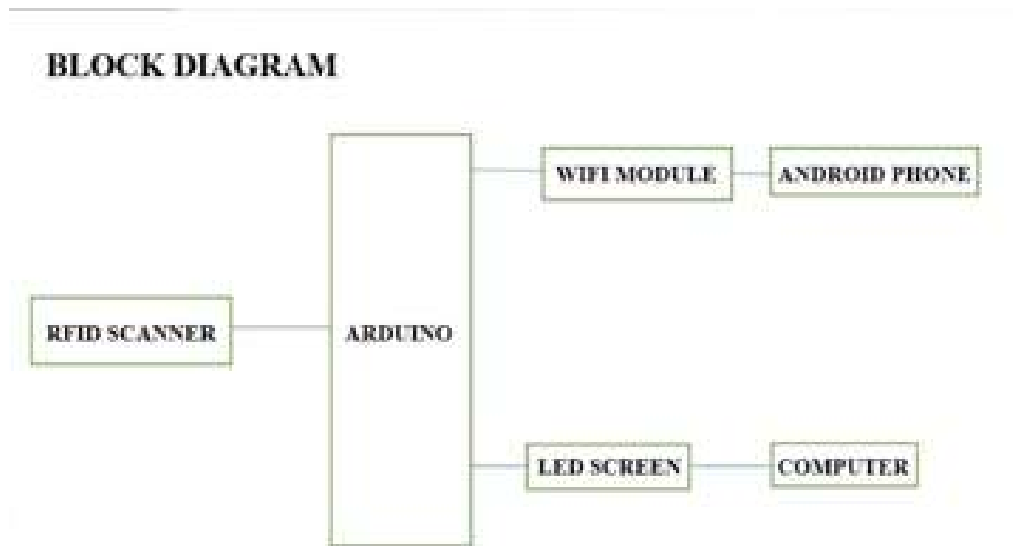 BLOCK DIAGRAM
WIFI MODULE
ANDROID PHONE
RFID SCANNER
ARDUINO
LED SCREEN
COMPUTER